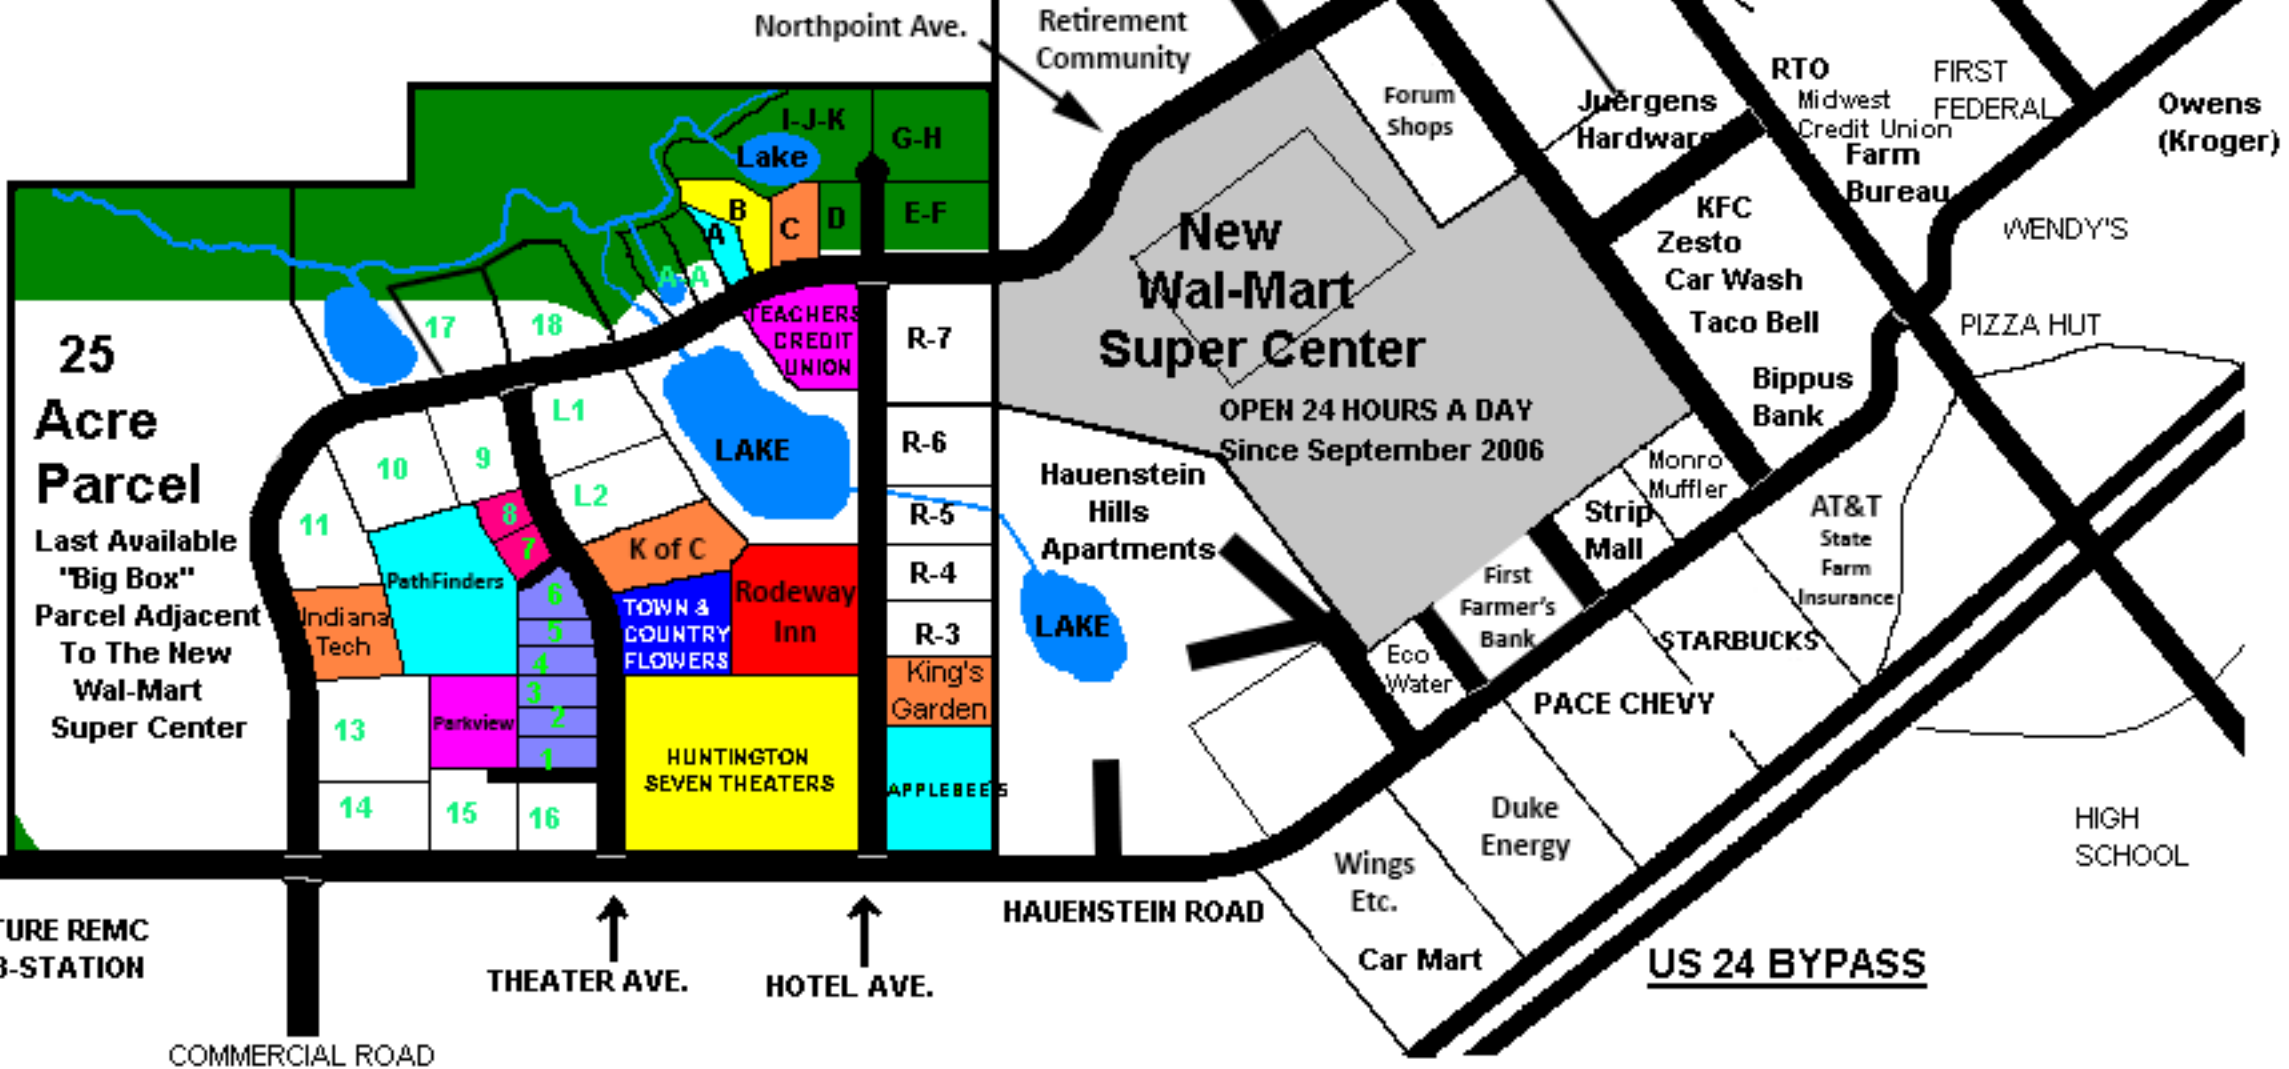 Northpoint Ave.
Retirement
Community
I-J-K
G-H
Lake
B
A
C
D
E-F
A
A
17
18
TEACHERS
CREDIT
UNION
R-7
R-6
R-5
R-4
R-3
King's
Garden
APPLEBEE'S
25
Acre
Parcel
Last Available
"Big Box"
Parcel Adjacent
To The New
Wal-Mart
Super Center
L1
L2
LAKE
10
9
11
8
7
PathFinders
Indiana
Tech
6
5
4
3
2
1
K of C
TOWN &
COUNTRY
FLOWERS
Rodeway
Inn
13
Parkview
14
15
16
HUNTINGTON
SEVEN THEATERS
New
Wal-Mart
Super Center
OPEN 24 HOURS A DAY
Since September 2006
Forum
Shops
Juergens
Hardware
RTO
Midwest
Credit Union
Farm
Bureau
FIRST
FEDERAL
Owens
(Kroger)
KFC
Zesto
Car Wash
Taco Bell
Bippus
Bank
WENDY'S
PIZZA HUT
Hauenstein
Hills
Apartments
LAKE
Monro
Muffler
Strip
Mall
First
Farmer's
Bank
Eco
Water
AT&T
State
Farm
Insurance
STARBUCKS
PACE CHEVY
Duke
Energy
Wings
Etc.
Car Mart
HIGH
SCHOOL
US 24 BYPASS
HAUENSTEIN ROAD
THEATER AVE.
HOTEL AVE.
TURE REMC
B-STATION
COMMERCIAL ROAD